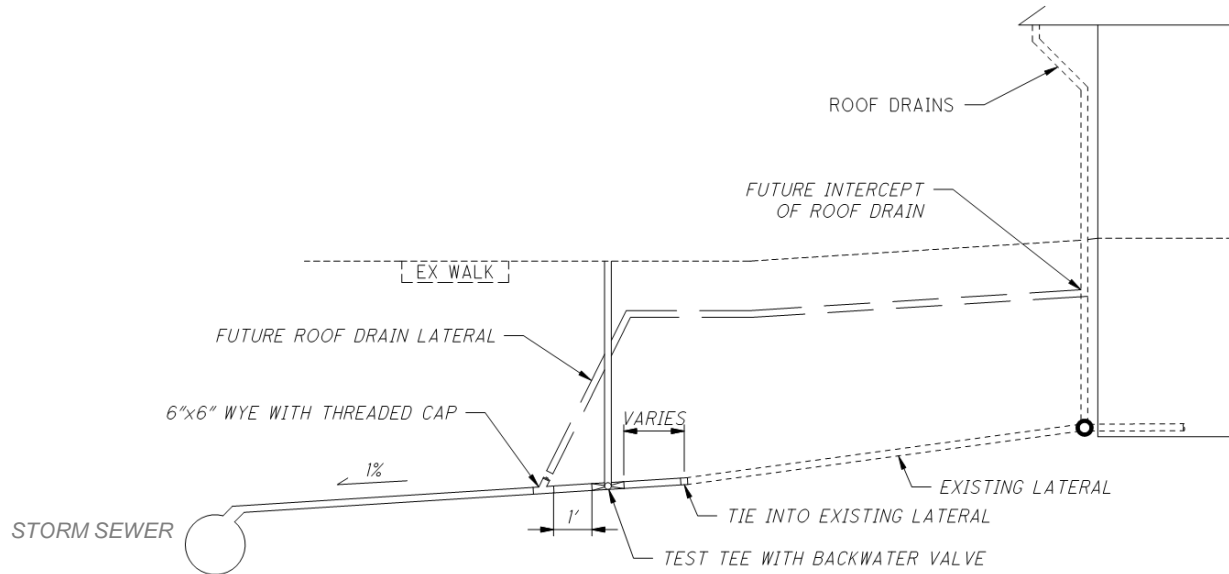 ROOF DRAINS
FUTURE INTERCEPT
OF ROOF DRAIN
EX WALK
FUTURE ROOF DRAIN LATERAL
6"x6" WYE WITH THREADED CAP
VARIES
1%
EXISTING LATERAL
STORM SEWER
1'
TIE INTO EXISTING LATERAL
TEST TEE WITH BACKWATER VALVE